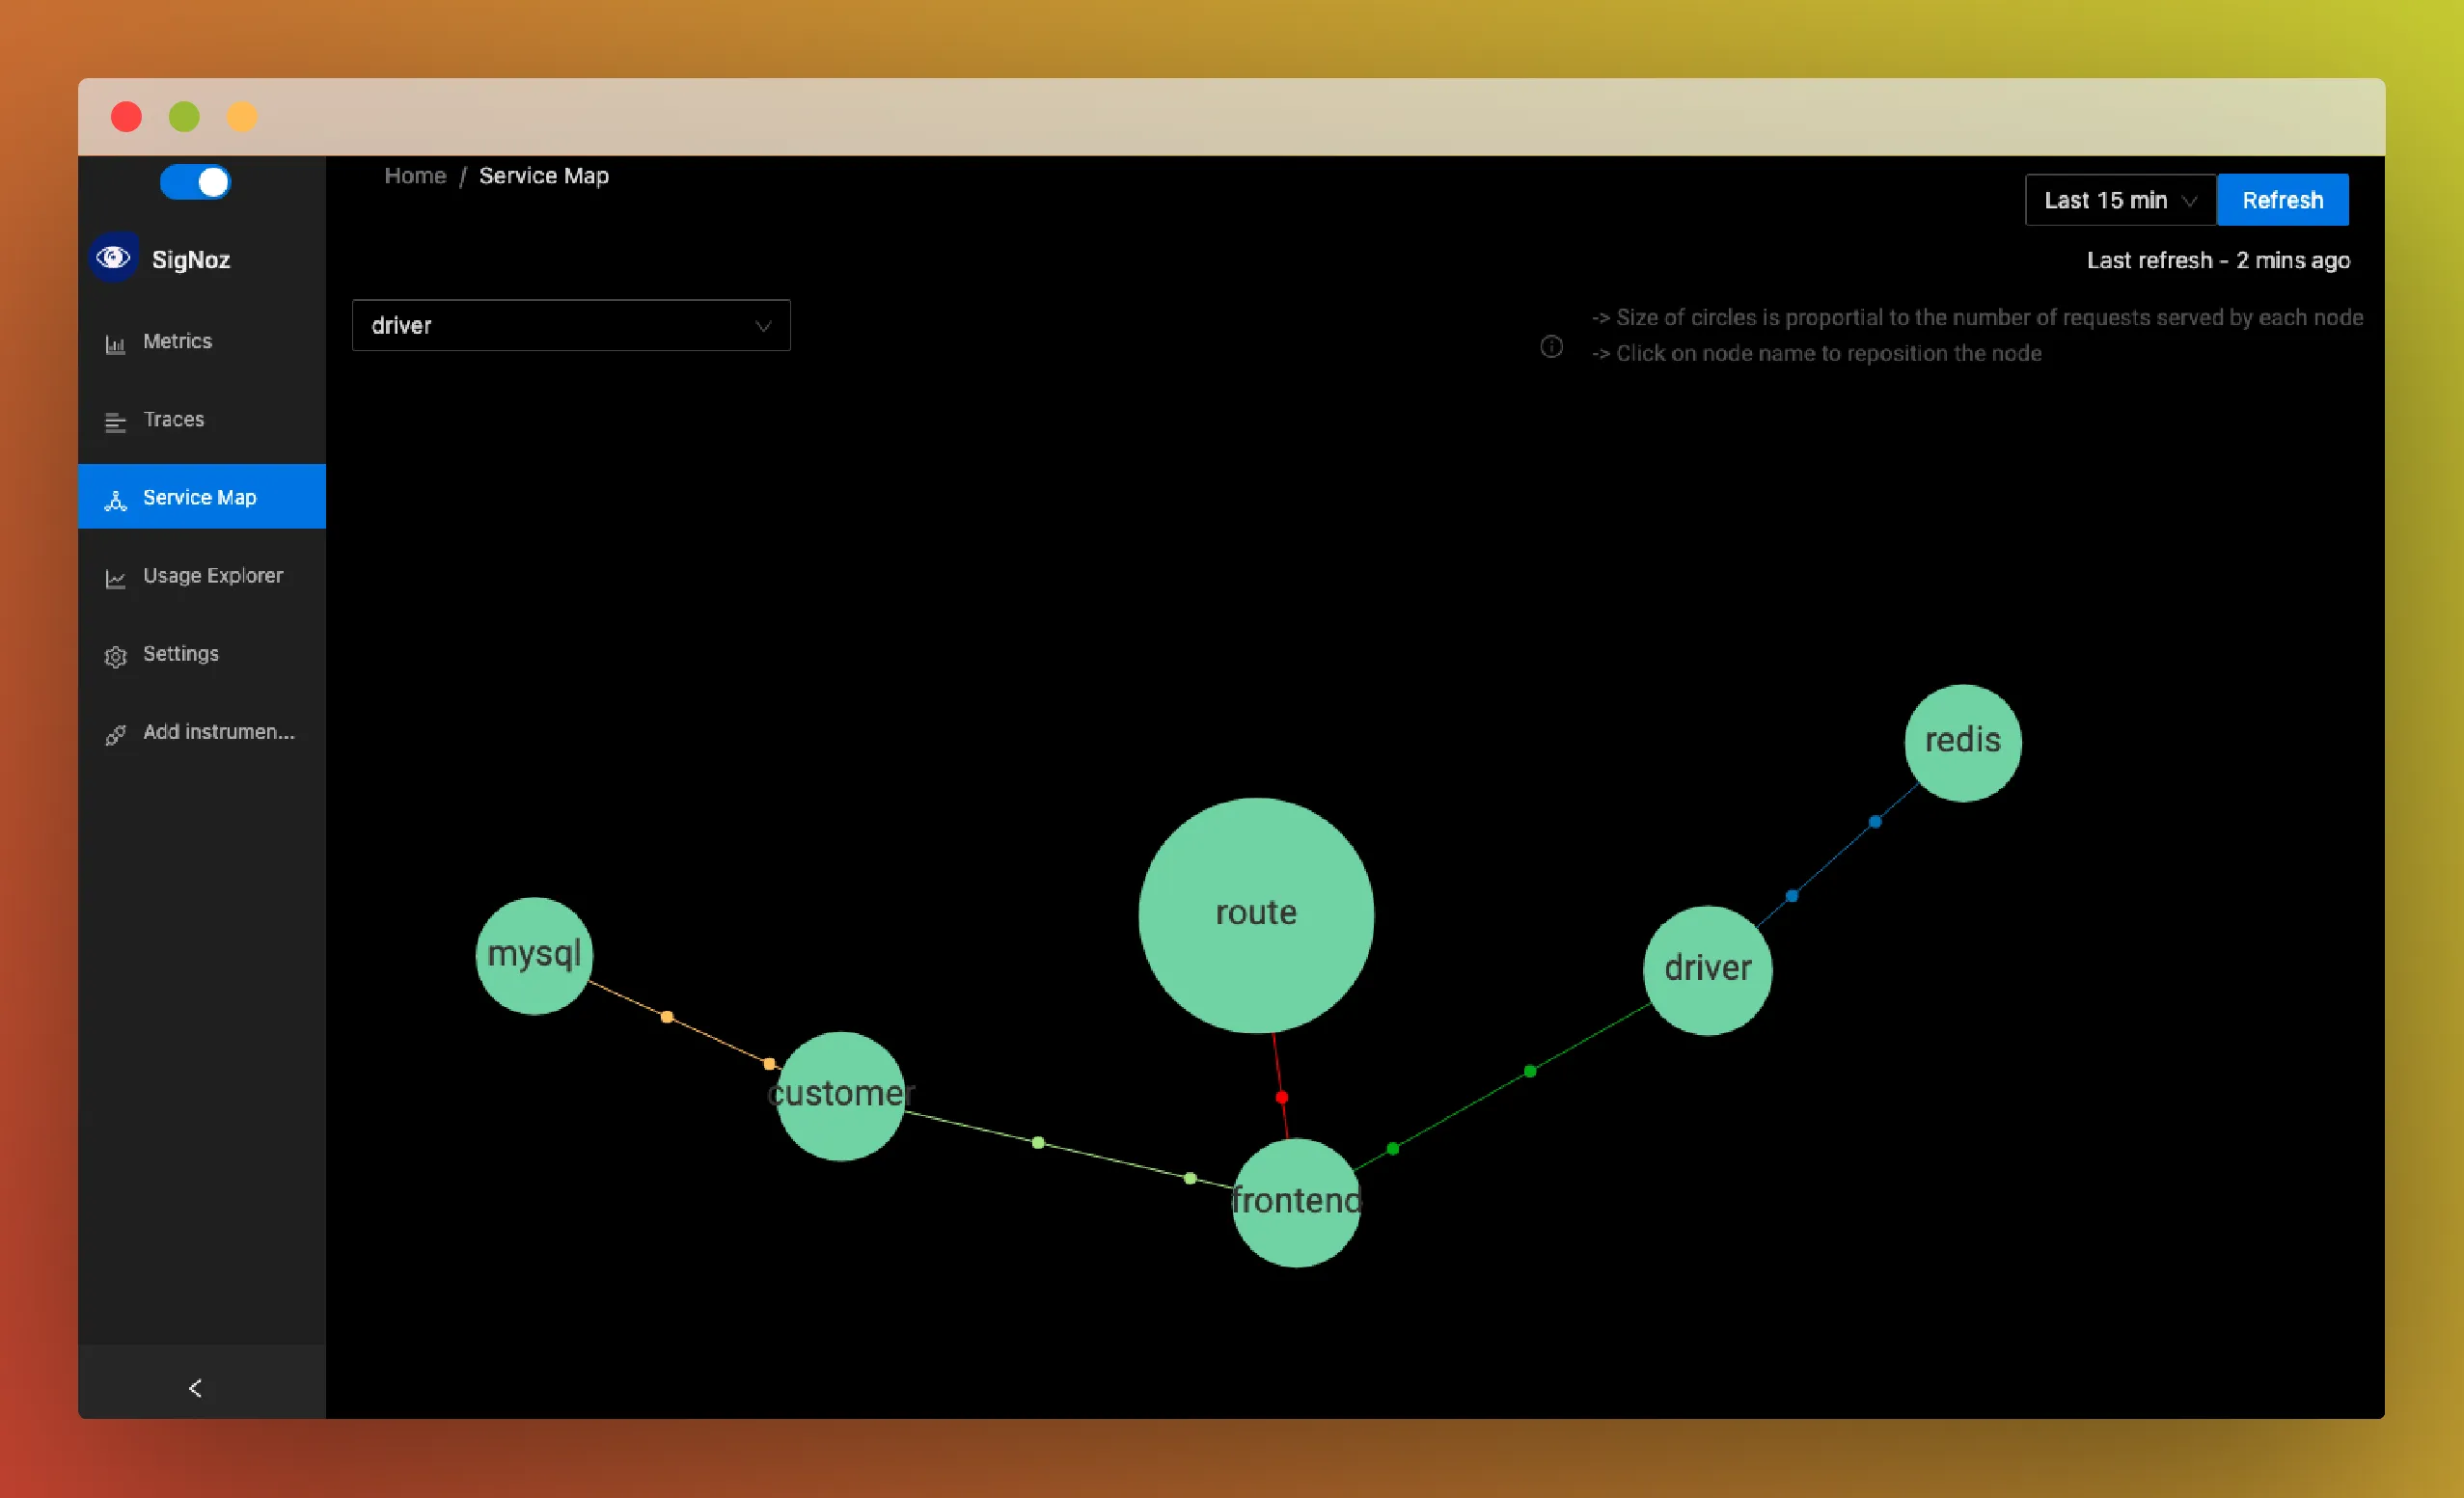 Home / Service Map
Last 15 min
Refresh
SigNoz
Last refresh - 2 mins ago
driver
-> Size of circles is proportial to the number of requests served by each node
-> Click on node name to reposition the node
Metrics
Traces
Service Map
Usage Explorer
Settings
Add instrumen...
redis
route
mysql
driver
customer
frontend